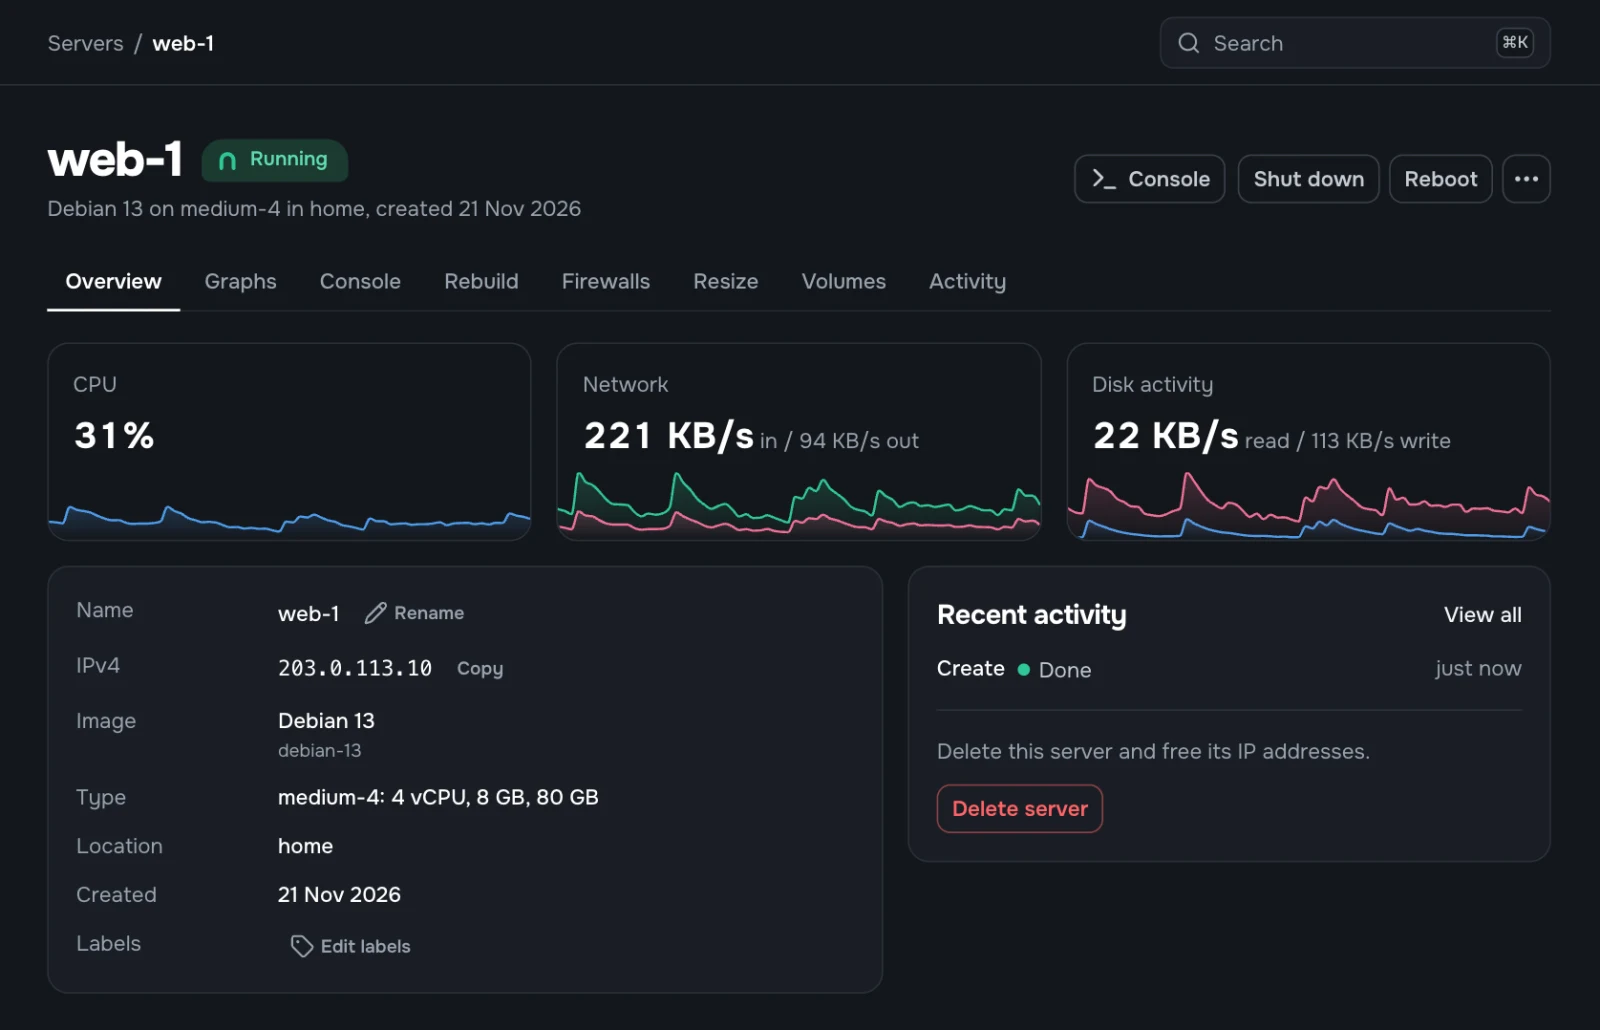 Servers / web-1
Search ⌘K
web-1 Running
Debian 13 on medium-4 in home, created 21 Nov 2026
Console Shut down Reboot
Overview Graphs Console Rebuild Firewalls Resize Volumes Activity
CPU
31%
Network
221 KB/s in / 94 KB/s out
Disk activity
22 KB/s read / 113 KB/s write
Name web-1 Rename
IPv4 203.0.113.10 Copy
Image Debian 13
debian-13
Type medium-4: 4 vCPU, 8 GB, 80 GB
Location home
Created 21 Nov 2026
Labels Edit labels
Recent activity View all
Create Done just now
Delete this server and free its IP addresses.
Delete server